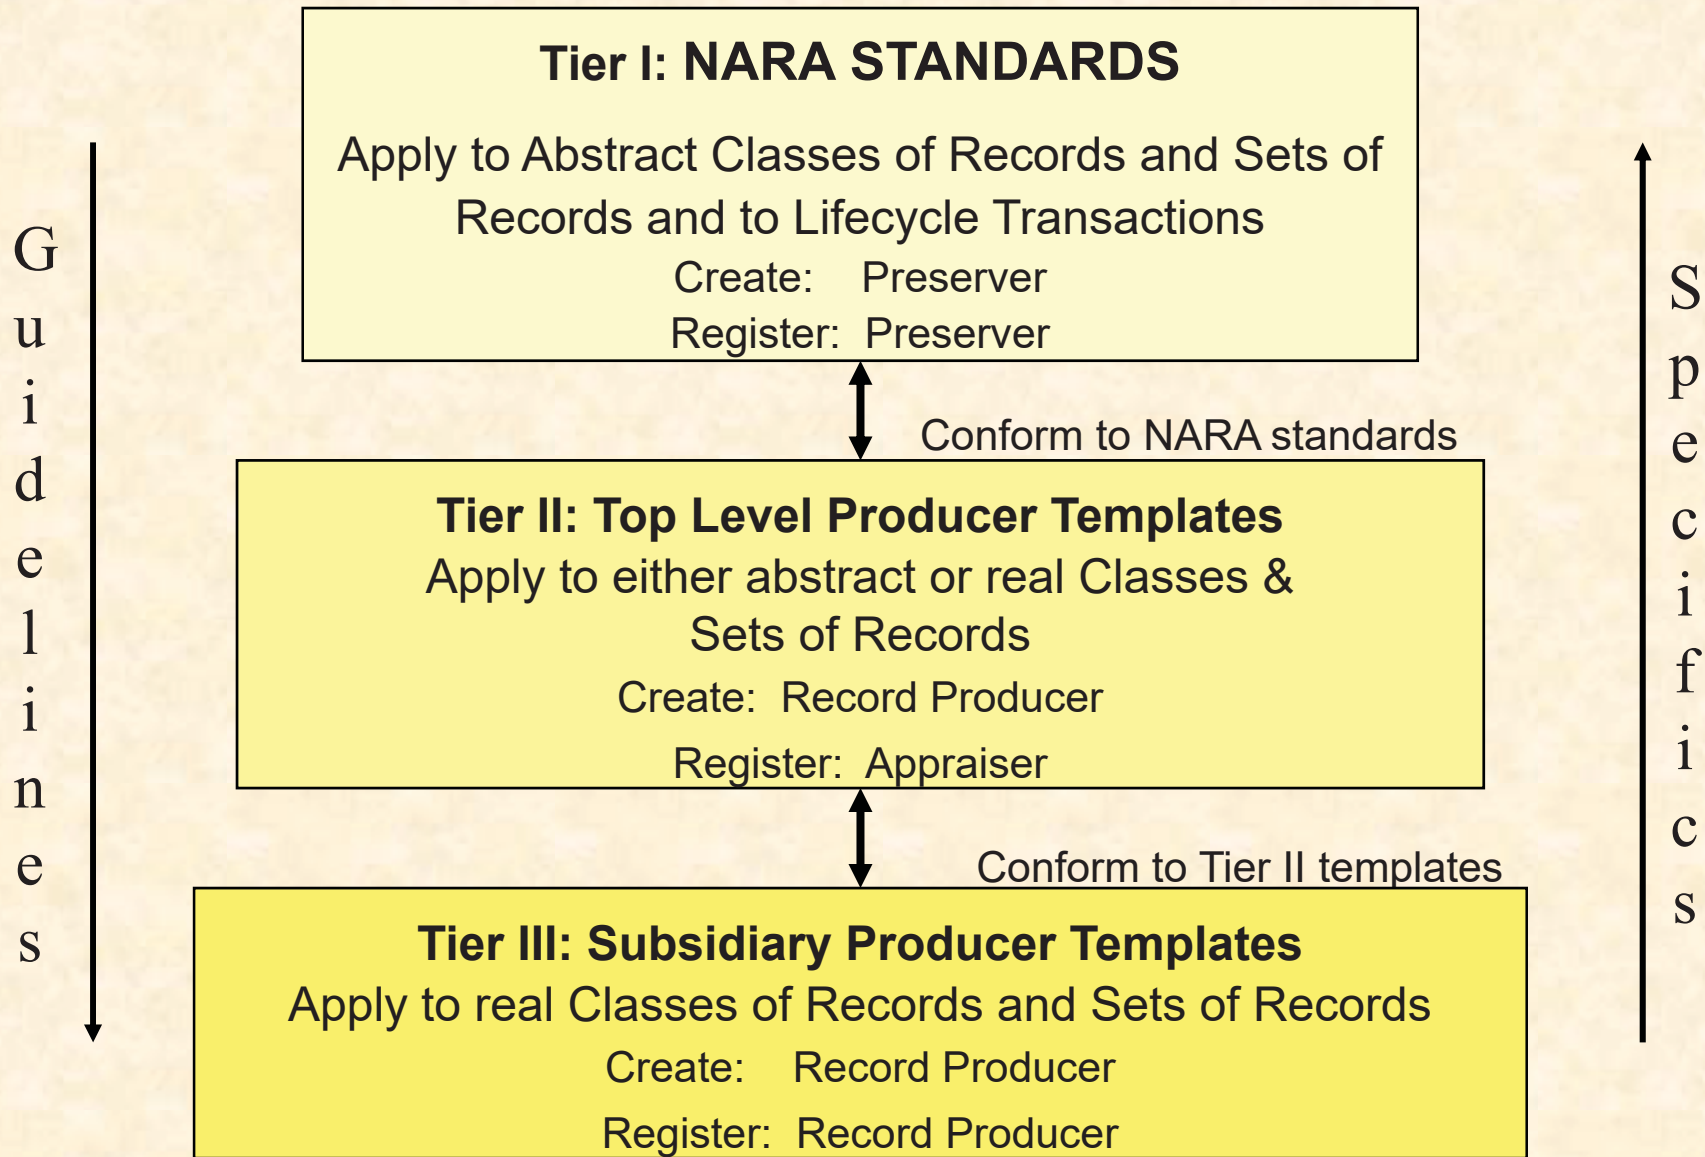 Tier I: NARA STANDARDS
Apply to Abstract Classes of Records and Sets of
Records and to Lifecycle Transactions
Create: Preserver
Register: Preserver
Conform to NARA standards
Tier II: Top Level Producer Templates
Apply to either abstract or real Classes &
Sets of Records
Create: Record Producer
Register: Appraiser
Conform to Tier II templates
Tier III: Subsidiary Producer Templates
Apply to real Classes of Records and Sets of Records
Create: Record Producer
Register: Record Producer
Guidelines
Specifics